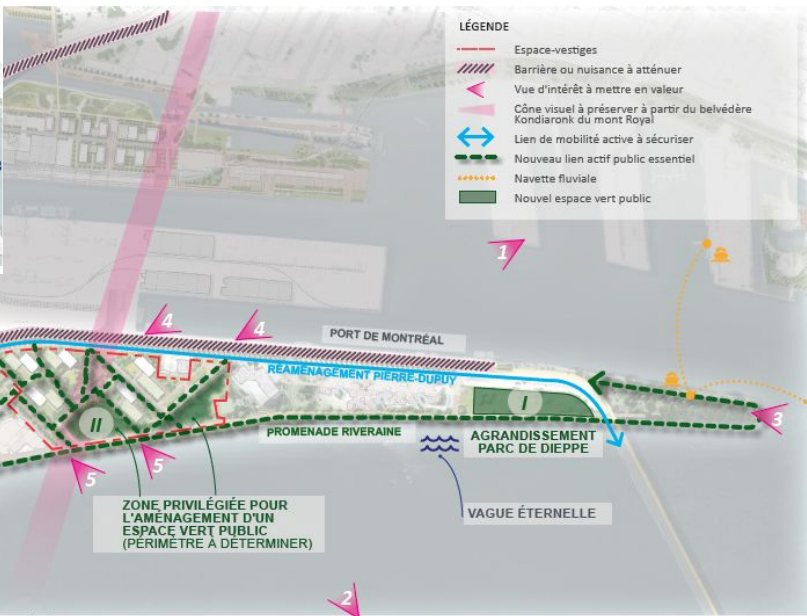 LÉGENDE
Espace-vestiges
Barrière ou nuisance à atténuer
Vue d'intérêt à mettre en valeur
Cône visuel à préserver à partir du belvédère
Kondiaronk du mont Royal
Lien de mobilité active à sécuriser
Nouveau lien actif public essentiel
Navette fluviale
Nouvel espace vert public
1
4
4
PORT DE MONTRÉAL
RÉAMÉNAGEMENT PIERRE-DUPUY
I
3
II
PROMENADE RIVERAINE
AGRANDISSEMENT
PARC DE DIEPPE
5
5
ZONE PRIVILÉGIÉE POUR
L'AMÉNAGEMENT D'UN
ESPACE VERT PUBLIC
(PÉRIMÈTRE À DÉTERMINER)
VAGUE ÉTERNELLE
2